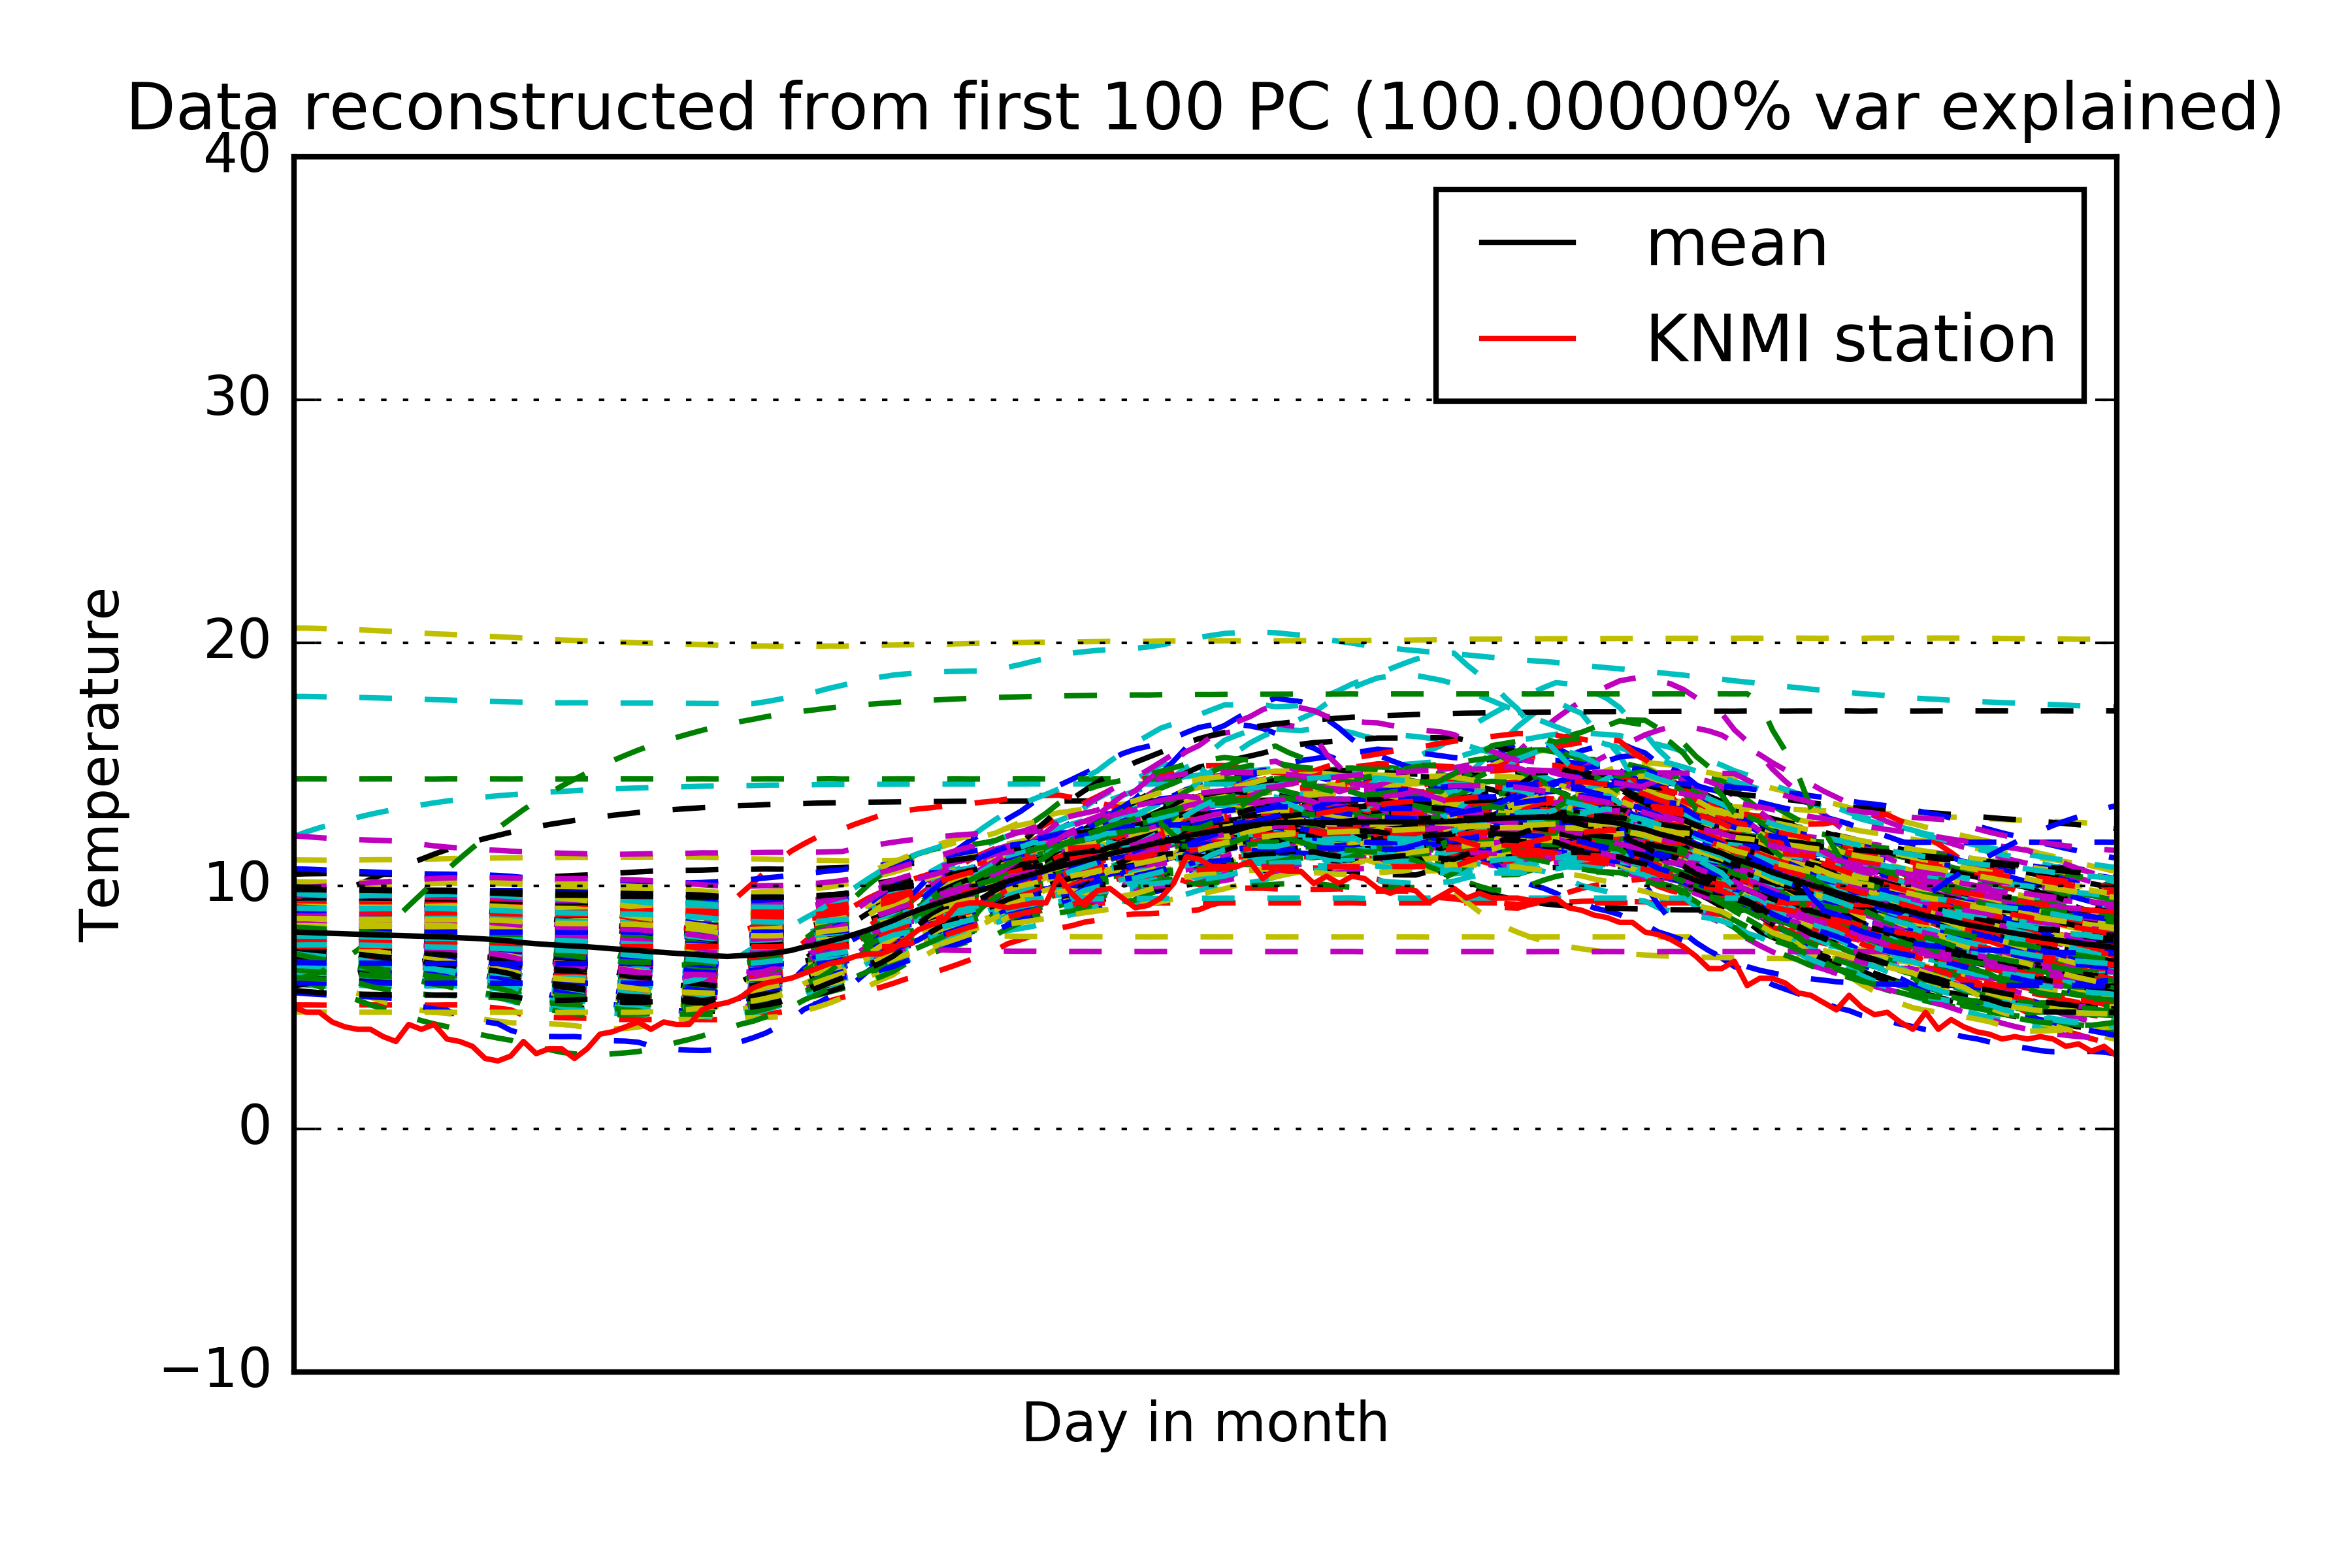 Data reconstructed from first 100 PC (100.00000% var explained)
40
30
20
10
0
−10
Temperature
mean
KNMI station
Day in month